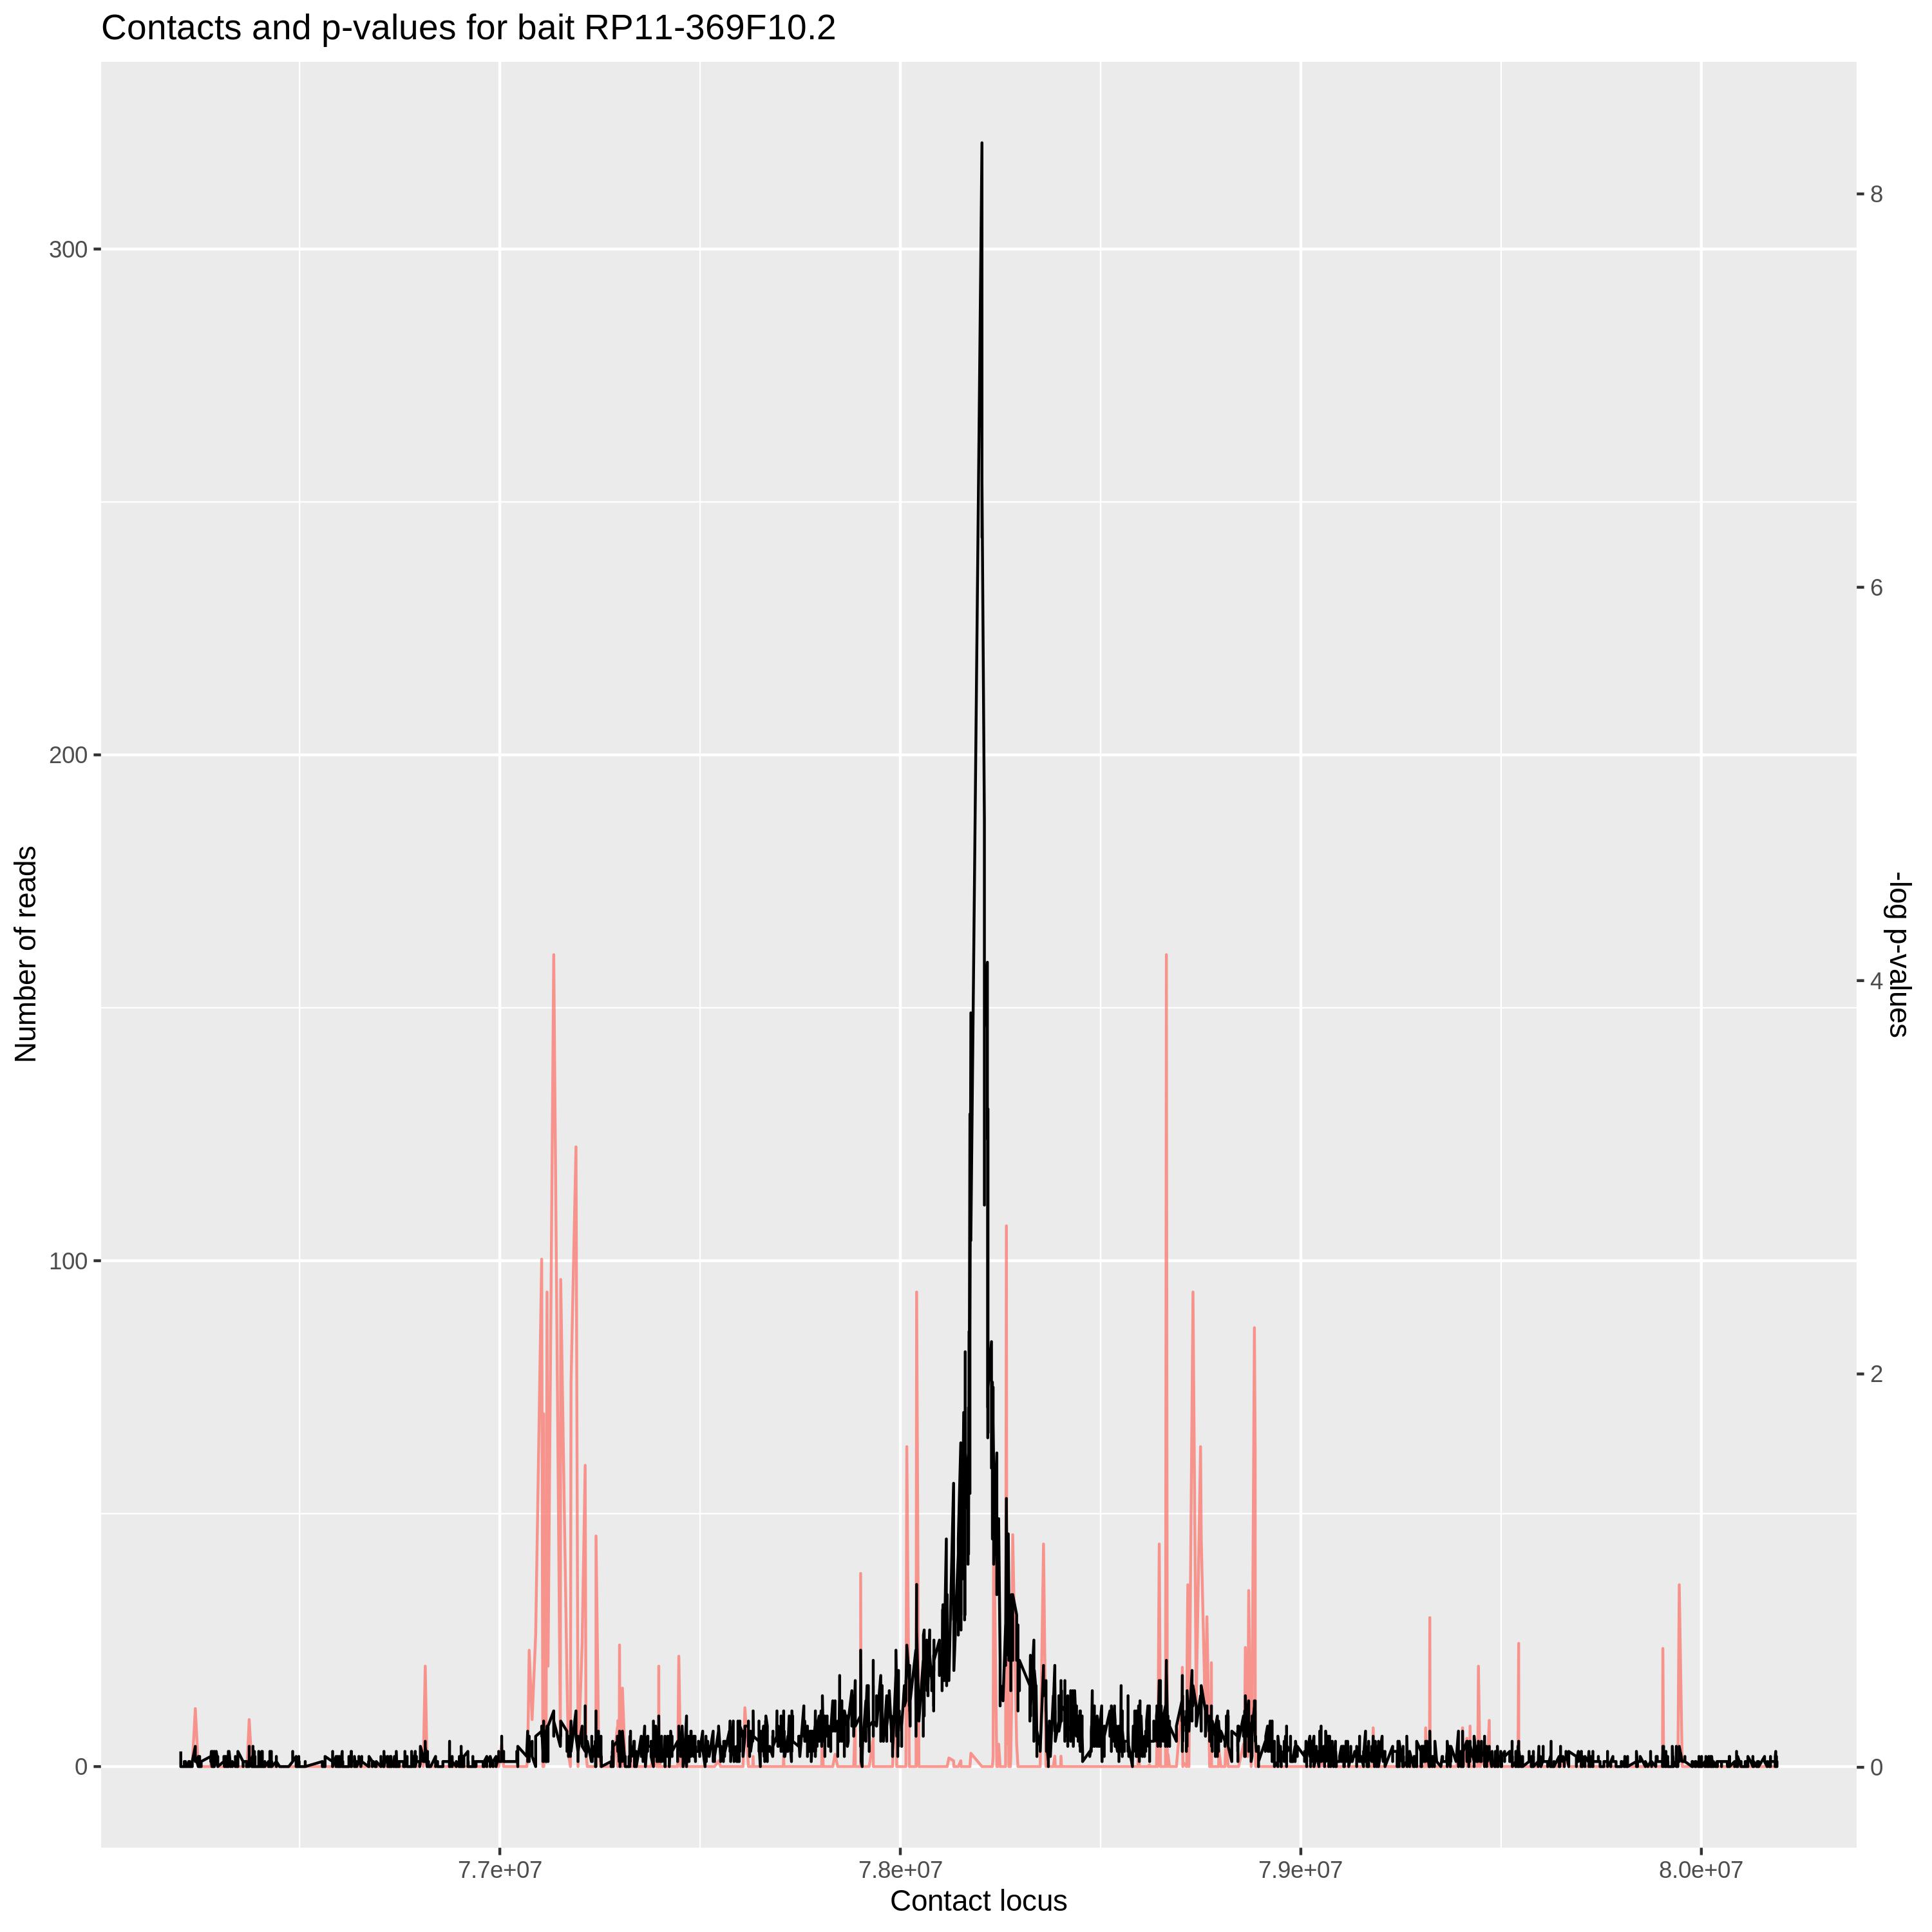 Contacts and p-values for bait RP11-369F10.2
Number of reads
300
200
100
0
8
6
4
2
0
-log p-values
7.7e+07 7.8e+07 7.9e+07 8.0e+07
Contact locus